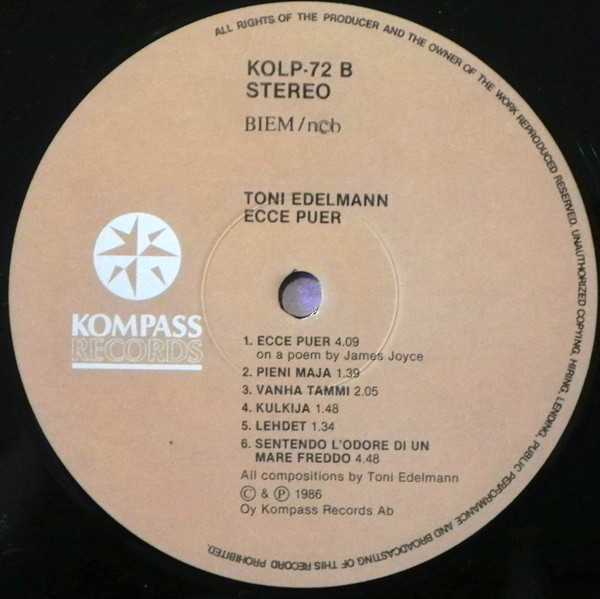 ALL RIGHTS OF THE PRODUCER AND THE OWNER OF THE WORK REPRODUCED RESERVED. UNAUTHORIZED COPYING, HIRING, LENDING, PUBLIC PERFORMANCE AND BROADCASTING OF THIS RECORD PROHIBITED.
KOLP-72 B
STEREO
BIEM/ncb
TONI EDELMANN
ECCE PUER
KOMPASS
RECORDS
1. ECCE PUER 4.09
on a poem by James Joyce
2. PIENI MAJA 1.39
3. VANHA TAMMI 2.05
4. KULKIJA 1.48
5. LEHDET 1.34
6. SENTENDO L'ODORE DI UN
MARE FREDDO 4.48
All compositions by Toni Edelmann
© & ℗ 1986
Oy Kompass Records Ab